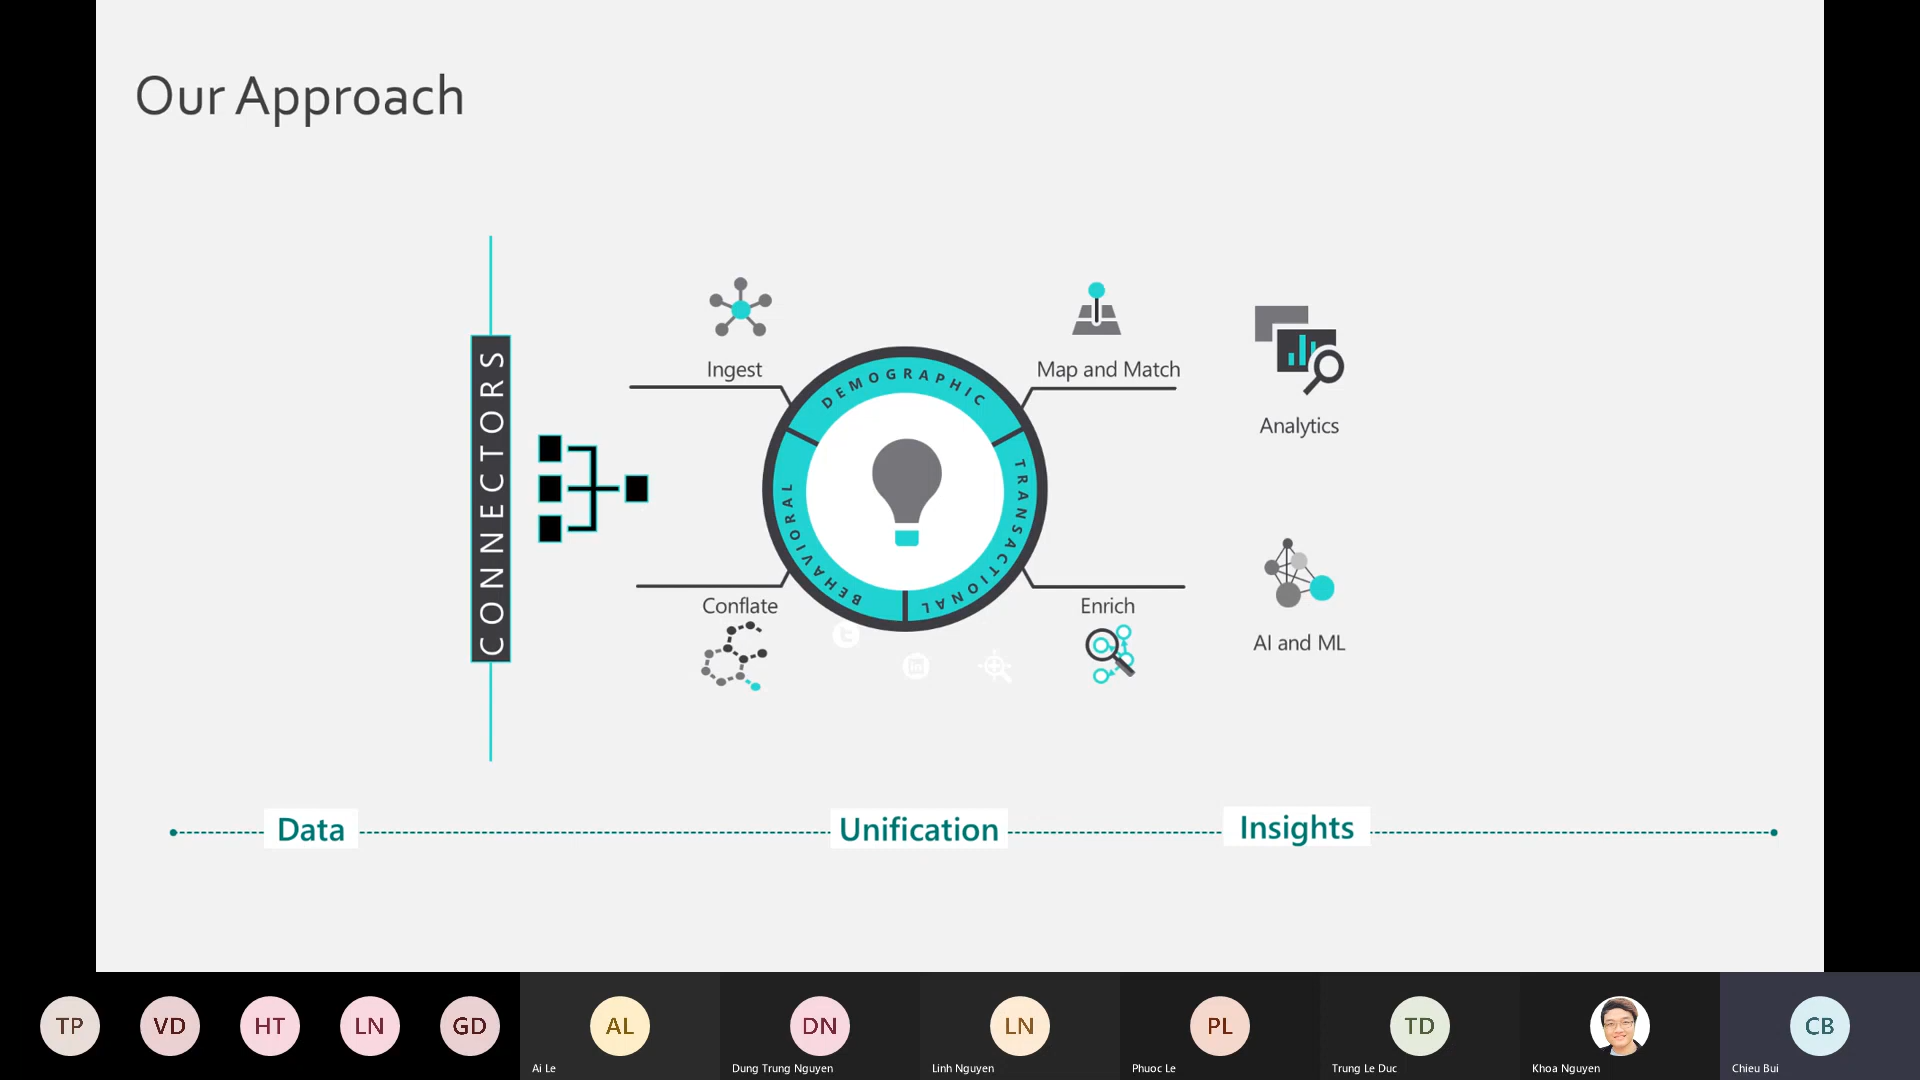 Our Approach
CONNECTORS
Ingest
Map and Match
Analytics
DEMOGRAPHIC
TRANSACTIONAL
BEHAVIORAL
Conflate
Enrich
AI and ML
in
Data
Unification
Insights
TP
VD
HT
LN
GD
AL
DN
LN
PL
TD
CB
Ai Le
Dung Trung Nguyen
Linh Nguyen
Phuoc Le
Trung Le Duc
Khoa Nguyen
Chieu Bui